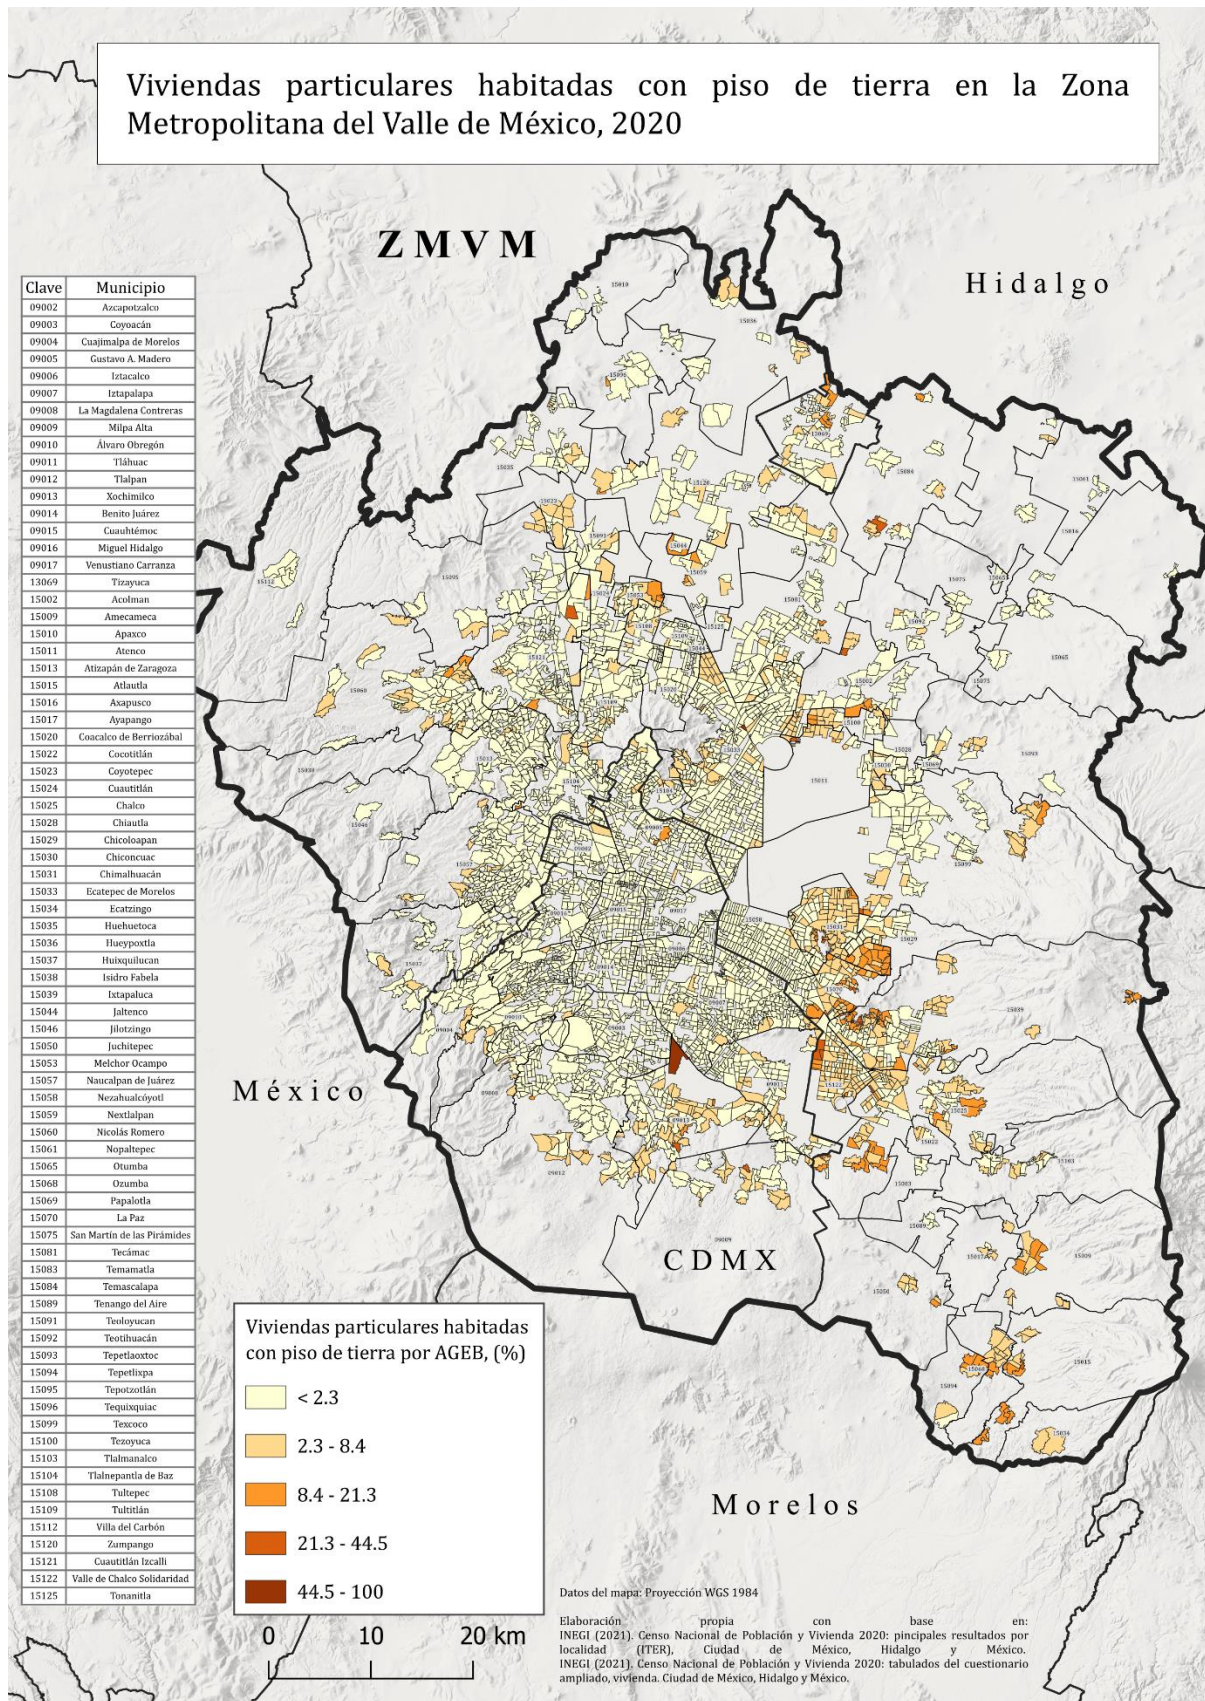 Viviendas particulares habitadas con piso de tierra en la Zona
Metropolitana del Valle de México, 2020
ZMVM
Hidalgo
México
CDMX
Morelos
Clave Municipio
09002 Azcapotzalco
09003 Coyoacán
09004 Cuajimalpa de Morelos
09005 Gustavo A. Madero
09006 Iztacalco
09007 Iztapalapa
09008 La Magdalena Contreras
09009 Milpa Alta
09010 Álvaro Obregón
09011 Tláhuac
09012 Tlalpan
09013 Xochimilco
09014 Benito Juárez
09015 Cuauhtémoc
09016 Miguel Hidalgo
09017 Venustiano Carranza
13069 Tizayuca
15002 Acolman
15009 Amecameca
15010 Apaxco
15011 Atenco
15013 Atizapán de Zaragoza
15015 Atlautla
15016 Axapusco
15017 Ayapango
15020 Coacalco de Berriozábal
15022 Cocotitlán
15023 Coyotepec
15024 Cuautitlán
15025 Chalco
15028 Chiautla
15029 Chicoloapan
15030 Chiconcuac
15031 Chimalhuacán
15033 Ecatepec de Morelos
15034 Ecatzingo
15035 Huehuetoca
15036 Hueypoxtla
15037 Huixquilucan
15038 Isidro Fabela
15039 Ixtapaluca
15044 Jaltenco
15046 Jilotzingo
15050 Juchitepec
15053 Melchor Ocampo
15057 Naucalpan de Juárez
15058 Nezahualcóyotl
15059 Nextlalpan
15060 Nicolás Romero
15061 Nopaltepec
15065 Otumba
15068 Ozumba
15069 Papalotla
15070 La Paz
15075 San Martín de las Pirámides
15081 Tecámac
15083 Temamatla
15084 Temascalapa
15089 Tenango del Aire
15091 Teoloyucan
15092 Teotihuacán
15093 Tepetlaoxtoc
15094 Tepetlixpa
15095 Tepotzotlán
15096 Tequixquiac
15099 Texcoco
15100 Tezoyuca
15103 Tlalmanalco
15104 Tlalnepantla de Baz
15108 Tultepec
15109 Tultitlán
15112 Villa del Carbón
15120 Zumpango
15121 Cuautitlán Izcalli
15122 Valle de Chalco Solidaridad
15125 Tonanitla
Viviendas particulares habitadas
con piso de tierra por AGEB, (%)
< 2.3
2.3 - 8.4
8.4 - 21.3
21.3 - 44.5
44.5 - 100
0 10 20 km
Datos del mapa: Proyección WGS 1984
Elaboración propia con base en:
INEGI (2021). Censo Nacional de Población y Vivienda 2020: pincipales resultados por
localidad (ITER), Ciudad de México, Hidalgo y México.
INEGI (2021). Censo Nacional de Población y Vivienda 2020: tabulados del cuestionario
ampliado, vivienda. Ciudad de México, Hidalgo y México.